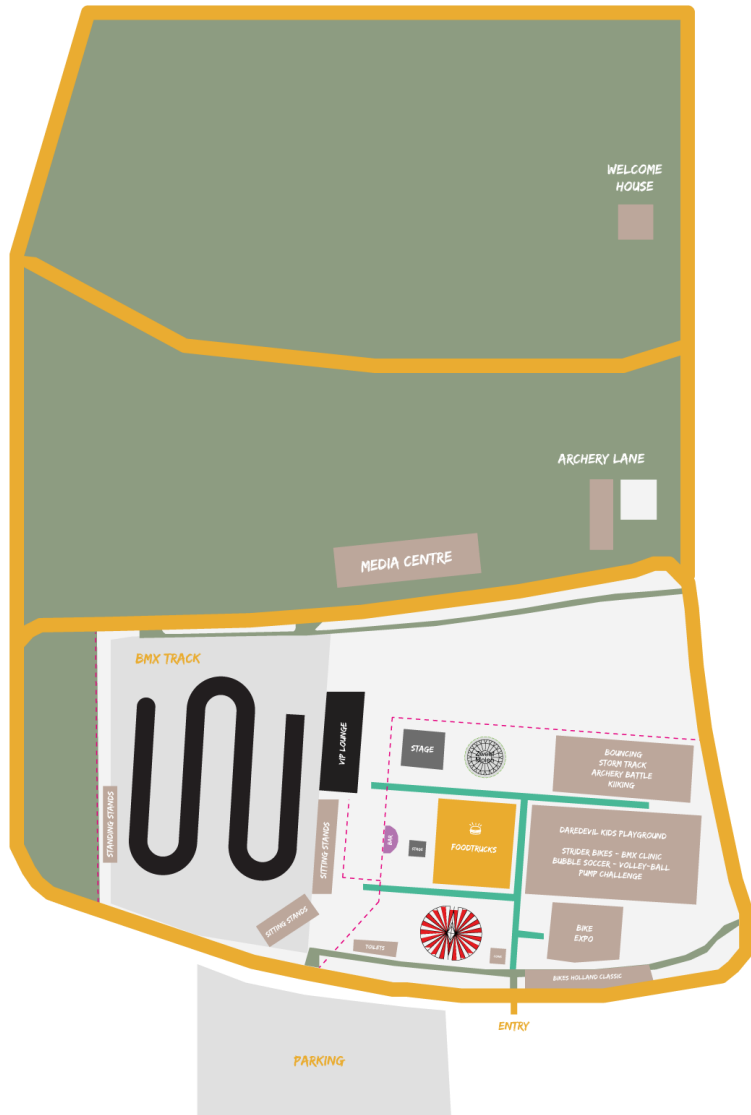 WELCOME
HOUSE
ARCHERY LANE
MEDIA CENTRE
BMX TRACK
VIP LOUNGE
STAGE
BOUNCING
STORM TRACK
ARCHERY BATTLE
KIIKING
STANDING STANDS
SITTING STANDS
BAR
FOODTRUCKS
DAREDEVIL KIDS PLAYGROUND
STRIDER BIKES - BMX CLINIC
BUBBLE SOCCER - VOLLEY-BALL
PUMP CHALLENGE
SITTING STANDS
TOILETS
BIKE
EXPO
BIKES HOLLAND CLASSIC
ENTRY
PARKING